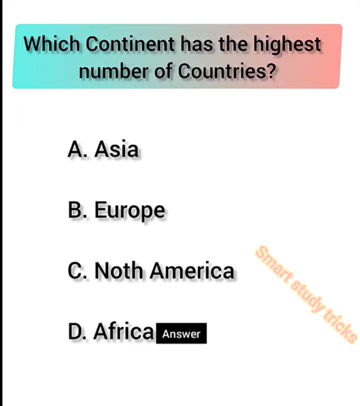 Which Continent has the highest
number of Countries?
A. Asia
B. Europe
C. Noth America
D. Africa Answer
Smart study tricks